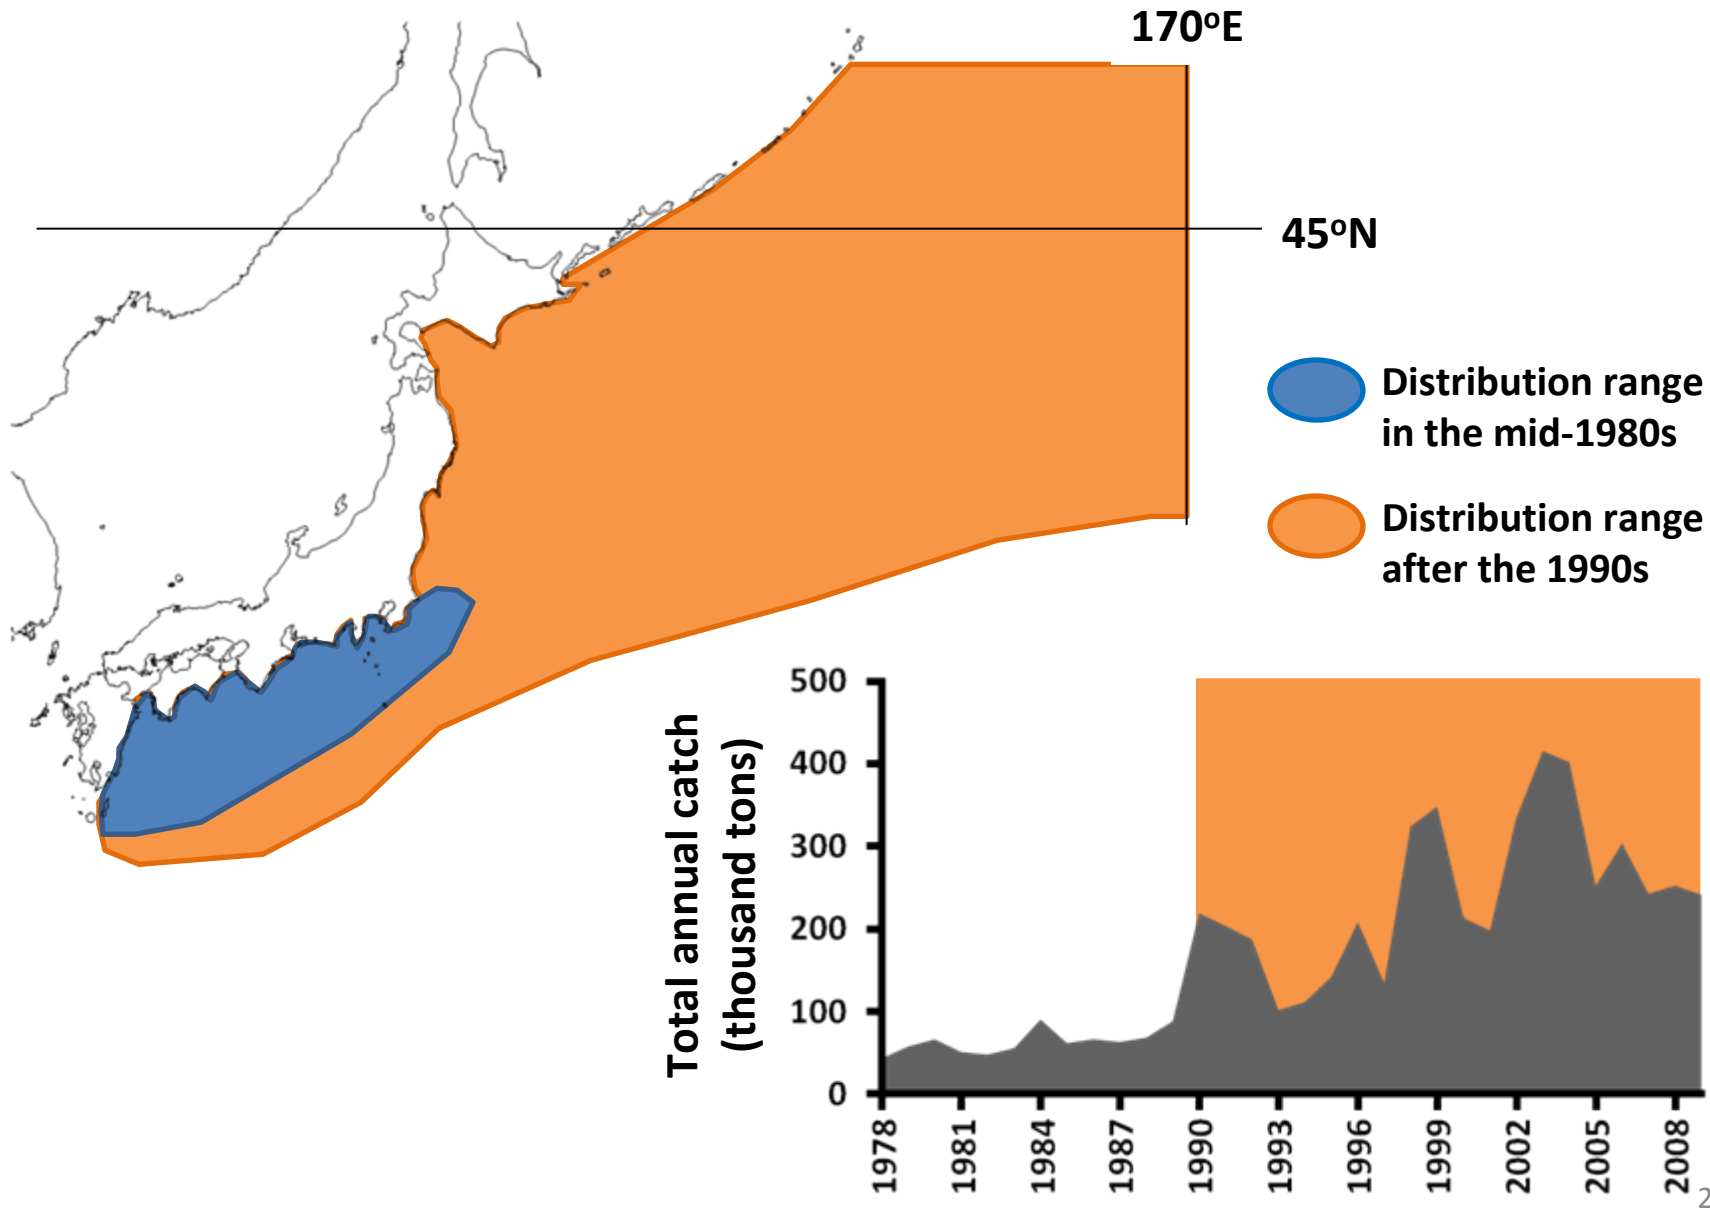 170ºE
45ºN
Distribution range
in the mid-1980s
Distribution range
after the 1990s
Total annual catch
(thousand tons)
500
400
300
200
100
0
1978
1981
1984
1987
1990
1993
1996
1999
2002
2005
2008
2